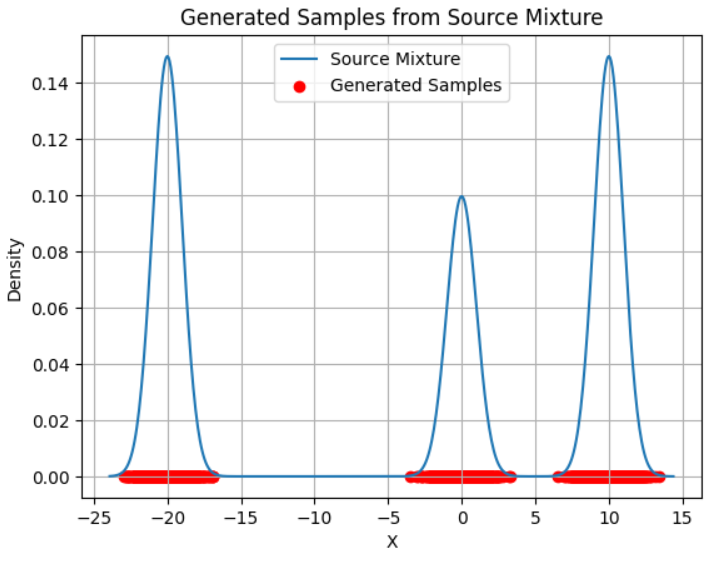 Generated Samples from Source Mixture
Source Mixture
Generated Samples
Density
0.14
0.12
0.10
0.08
0.06
0.04
0.02
0.00
−25 −20 −15 −10 −5 0 5 10 15
X